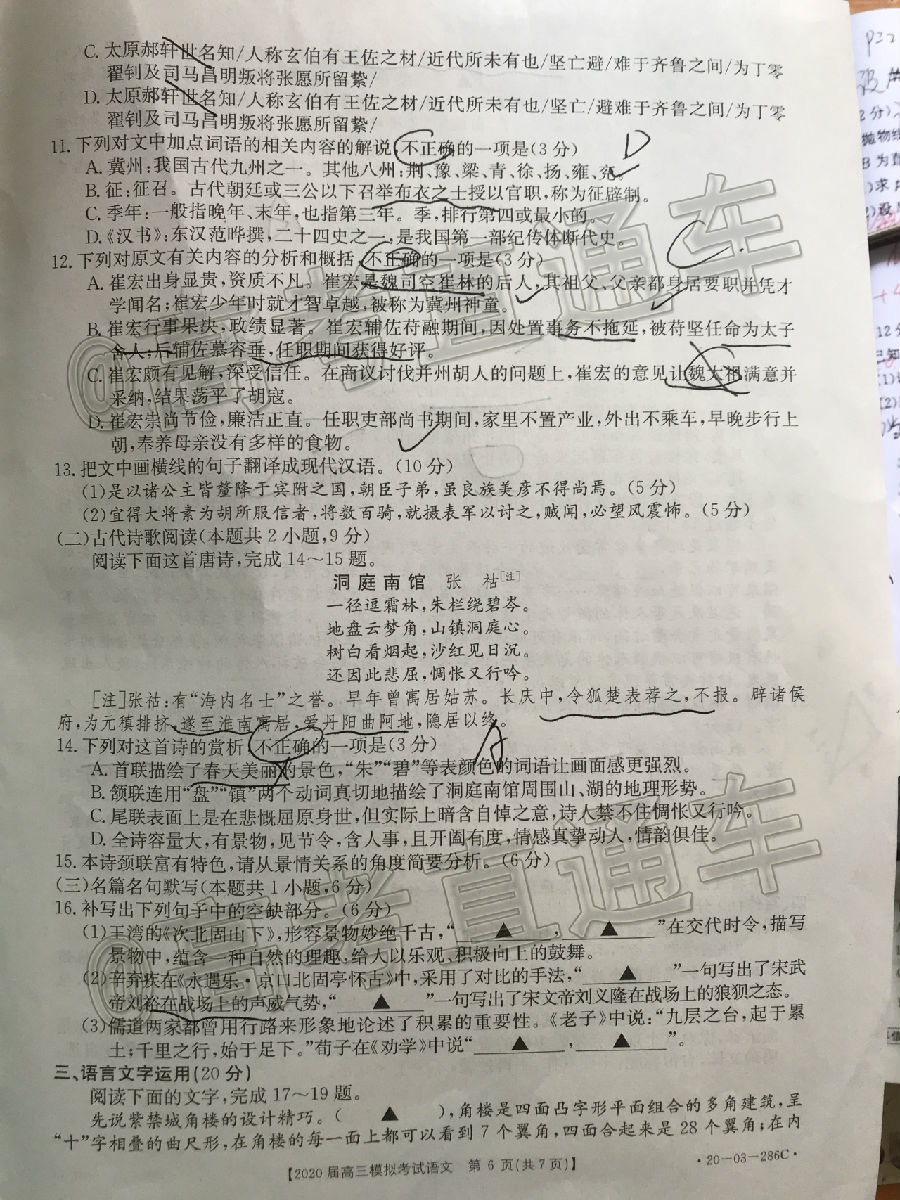 C. 太原郝轩世名知/人称玄伯有王佐之材/近代所未有也/坚亡避/难于齐鲁之间/为丁零
翟钊及司马昌明叛将张愿所留絷/
D. 太原郝轩世名知/人称玄伯有王佐之材/近代所未有也/坚亡/避难于齐鲁之间/为丁零
翟钊及司马昌明叛将张愿所留絷/
11. 下列对文中加点词语的相关内容的解说,不正确的一项是(3分) D
A. 冀州:我国古代九州之一。其他八州:荆、豫、梁、青、徐、扬、雍、兖。
B. 征:征召。古代朝廷或三公以下召举布衣之士授以官职,称为征辟制。
C. 季年:一般指晚年、末年,也指第三年。季,排行第四或最小的。
D.《汉书》:东汉范晔撰,二十四史之一,是我国第一部纪传体断代史。
12. 下列对原文有关内容的分析和概括,不正确的一项是(3分)
A. 崔宏出身显贵,资质不凡。崔宏是魏司空崔林的后人,其祖父、父亲都身居要职并凭才
学闻名;崔宏少年时就才智卓越,被称为冀州神童。
B. 崔宏行事果决,政绩显著。崔宏辅佐苻融期间,因处置事务不拖延,被苻坚任命为太子
舍人;后辅佐慕容垂,任职期间获得好评。
C. 崔宏颇有见解,深受信任。在商议讨伐并州胡人的问题上,崔宏的意见让魏太祖满意并
采纳,结果荡平了胡寇。
D. 崔宏崇尚节俭,廉洁正直。任职吏部尚书期间,家里不置产业,外出不乘车,早晚步行上
朝,奉养母亲没有多样的食物。
13. 把文中画横线的句子翻译成现代汉语。(10分)
(1)是以诸公主皆釐降于宾附之国,朝臣子弟,虽良族美彦不得尚焉。(5分)
(2)宜得大将素为胡所服信者,将数百骑,就摄表军以讨之,贼闻,必望风震怖。(5分)
(二)古代诗歌阅读(本题共2小题,9分)
阅读下面这首唐诗,完成14~15题。
洞庭南馆 张 祜[注]
一径逗霜林,朱栏绕碧岑。
地盘云梦角,山镇洞庭心。
树白看烟起,沙红见日沉。
还因此悲屈,惆怅又行吟。
[注]张祜:有“海内名士”之誉。早年曾寓居姑苏。长庆中,令狐楚表荐之,不报。辟诸侯
府,为元稹排挤,遂至淮南寓居,爱丹阳曲阿地,隐居以终。
14. 下列对这首诗的赏析,不正确的一项是(3分) A
A. 首联描绘了春天美丽的景色,“朱”“碧”等表颜色的词语让画面感更强烈。
B. 颔联连用“盘”“镇”两个动词真切地描绘了洞庭南馆周围山、湖的地理形势。
C. 尾联表面上是在悲慨屈原身世,但实际上暗含自悼之意,诗人禁不住惆怅又行吟。
D. 全诗容量大,有景物,见节令,含人事,且开阖有度,情感真挚动人,情韵俱佳。
15. 本诗颈联富有特色,请从景情关系的角度简要分析。(6分)
(三)名篇名句默写(本题共1小题,6分)
16. 补写出下列句子中的空缺部分。(6分)
(1)王湾的《次北固山下》,形容景物妙绝千古,“ ▲ , ▲ ”在交代时令,描写
景物中,蕴含一种自然的理趣,给人以乐观、积极向上的鼓舞。
(2)辛弃疾在《永遇乐·京口北固亭怀古》中,采用了对比的手法,“ ▲ ”一句写出了宋武
帝刘裕在战场上的声威气势,“ ▲ ”一句写出了宋文帝刘义隆在战场上的狼狈之态。
(3)儒道两家都曾用行路来形象地论述了积累的重要性。《老子》中说:“九层之台,起于累
土;千里之行,始于足下。”荀子在《劝学》中说“ ▲ , ▲ ”。
三、语言文字运用(20分)
阅读下面的文字,完成17~19题。
先说紫禁城角楼的设计精巧。( ▲ ),角楼是四面凸字形平面组合的多角建筑,呈
“十”字相叠的曲尺形,在角楼的每一面上都可以看到7个翼角,四面合起来是28个翼角;在内
【2020届高三模拟考试语文 第6页(共7页)】 ·20-03-286C·
@高考直通车
@高考直通车